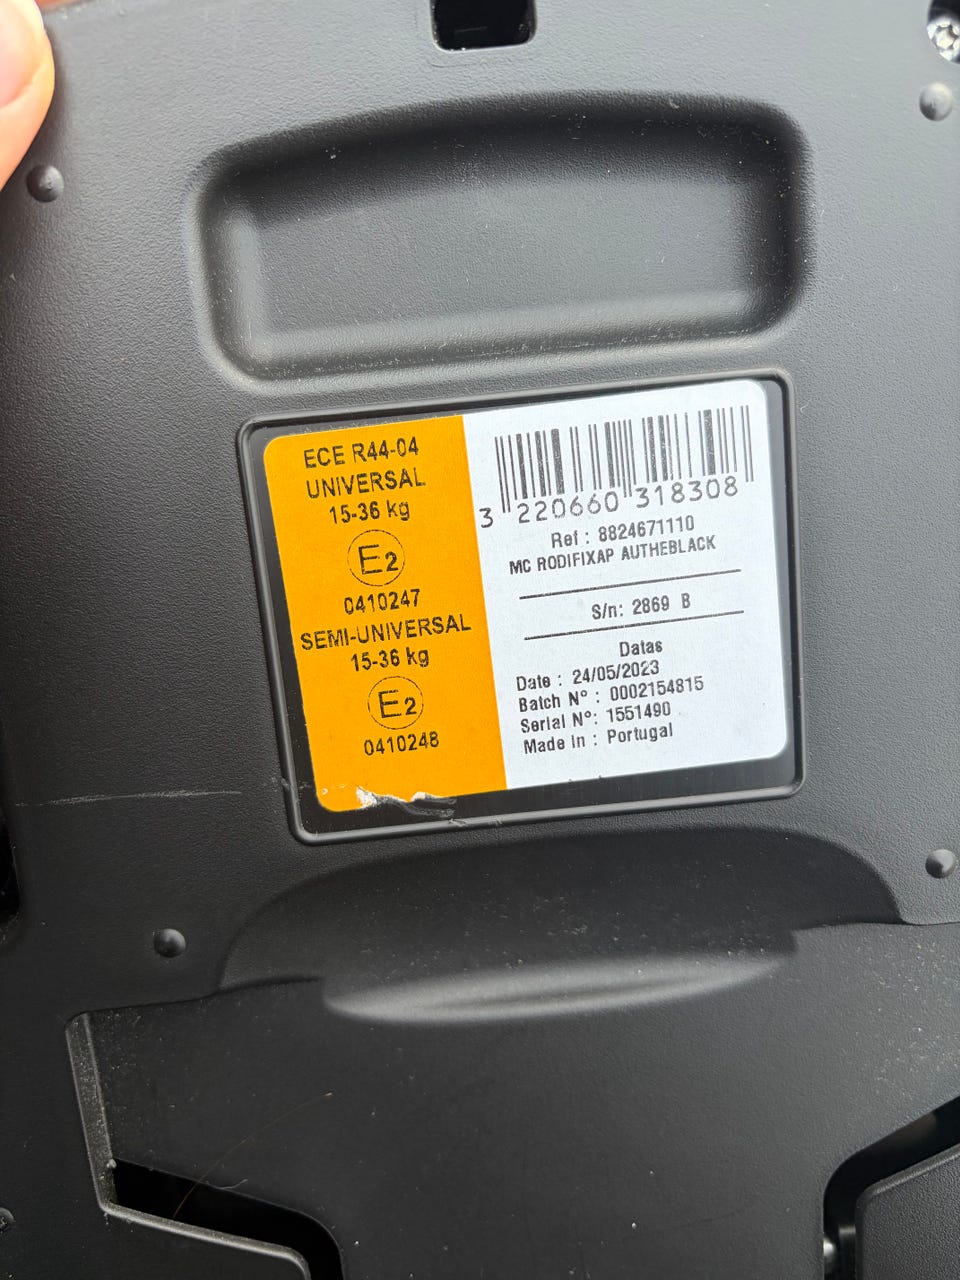 ECE R44-04
UNIVERSAL
15-36 kg
E2
0410247
SEMI-UNIVERSAL
15-36 kg
E2
0410248
3 220660 318308
Ref : 8824671110
MC RODIFIXAP AUTHEBLACK
S/n: 2869 B
Datas
Date : 24/05/2023
Batch N° : 0002154815
Serial N°: 1551490
Made in : Portugal